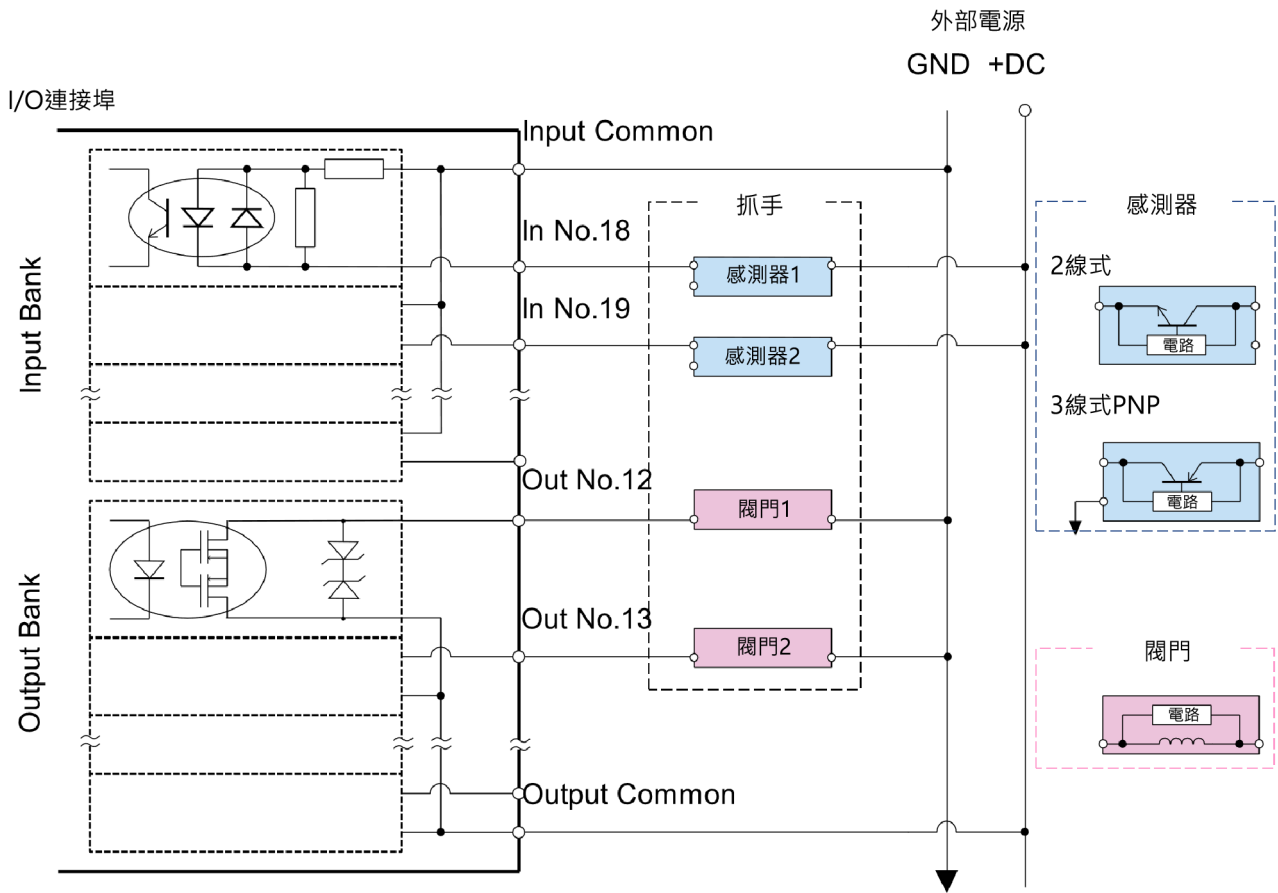 外部電源
GND +DC
I/O連接埠
Input Common
抓手
感測器
In No.18
2線式
感測器1
Input Bank
In No.19
電路
感測器2
3線式PNP
Out No.12
電路
閥門1
Output Bank
Out No.13
閥門2
閥門
電路
Output Common